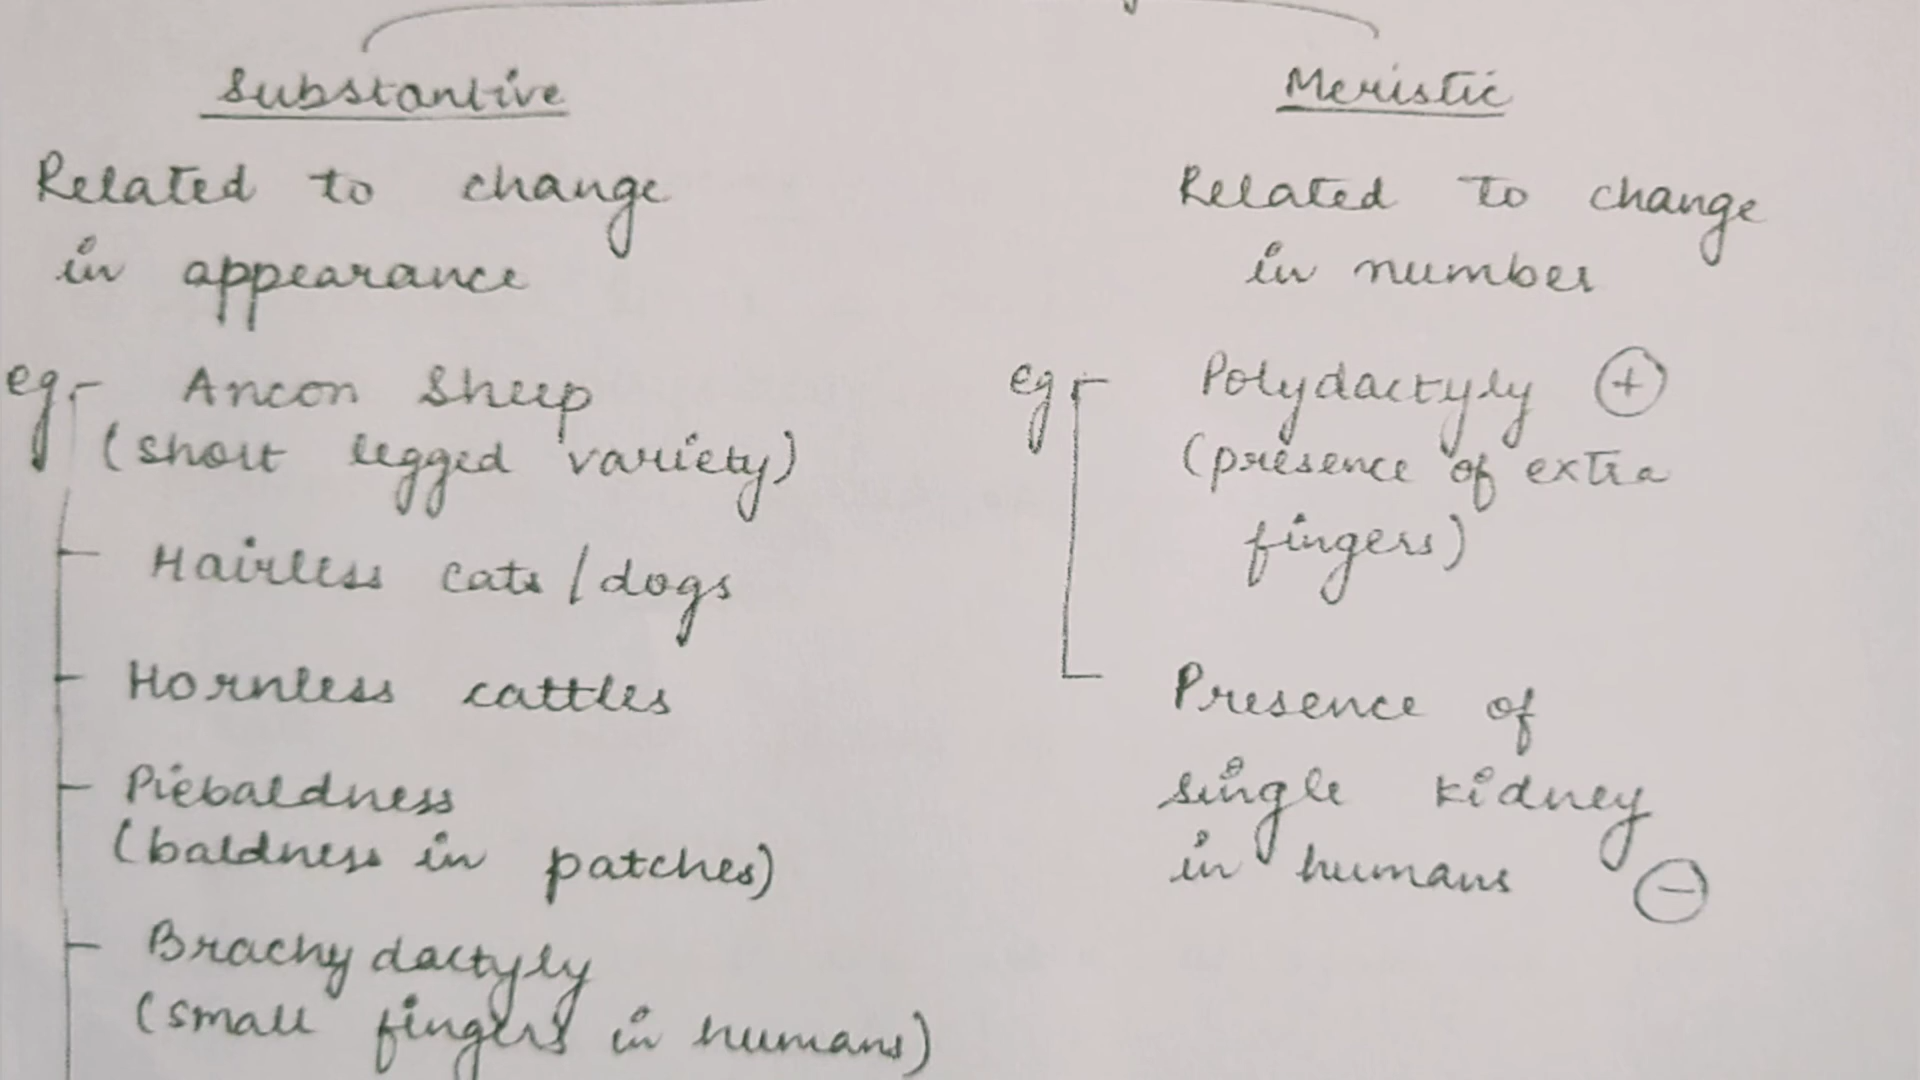 Substantive
Related to change
in appearance
eg Ancon Sheep
(short legged variety)
Hairless cats/dogs
Hornless cattles
Piebaldness
(baldness in patches)
Brachydactyly
(small fingers in humans)
Meristic
Related to change
in number
eg Polydactyly +
(presence of extra
fingers)
Presence of
single kidney
in humans −